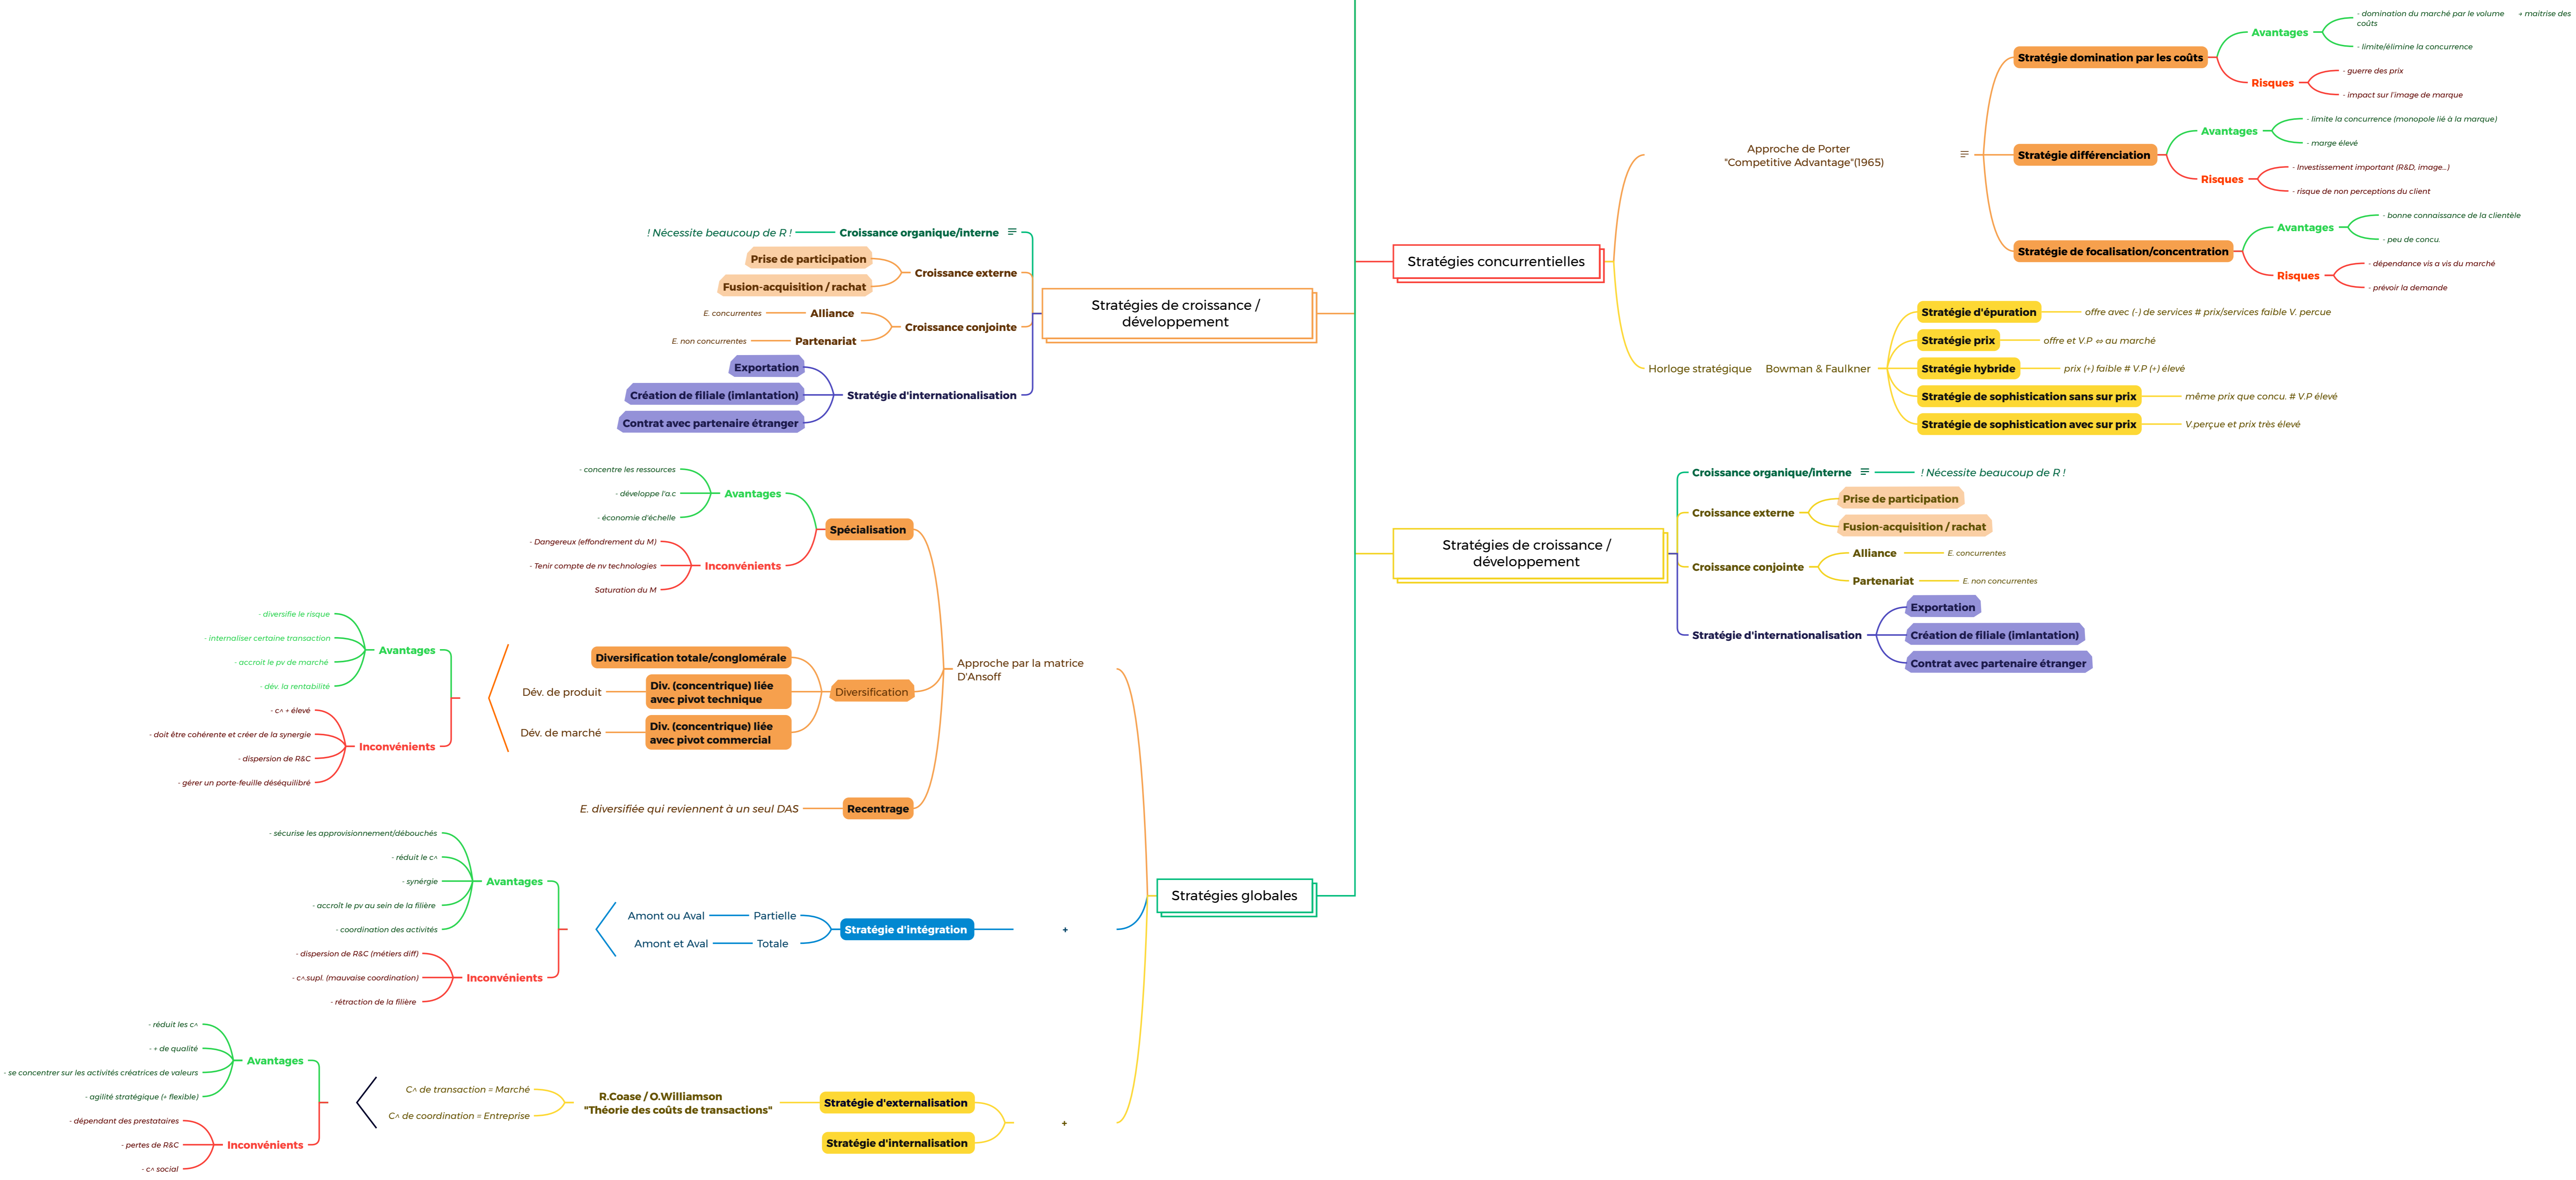 - domination du marché par le volume + maitrise des
coûts
Avantages
- limite/élimine la concurrence
Stratégie domination par les coûts
- guerre des prix
Risques
- impact sur l'image de marque
- limite la concurrence (monopole lié à la marque)
Avantages
- marge élevé
Approche de Porter
"Competitive Advantage"(1965)
Stratégie différenciation
- Investissement important (R&D, image...)
Risques
- risque de non perceptions du client
- bonne connaissance de la clientèle
Avantages
- peu de concu.
Stratégie de focalisation/concentration
- dépendance vis a vis du marché
Risques
- prévoir la demande
Stratégies concurrentielles
Stratégie d'épuration
offre avec (-) de services # prix/services faible V. percue
Stratégie prix
offre et V.P ⇔ au marché
Horloge stratégique Bowman & Faulkner
Stratégie hybride
prix (+) faible # V.P (+) élevé
Stratégie de sophistication sans sur prix
même prix que concu. # V.P élevé
Stratégie de sophistication avec sur prix
V.perçue et prix très élevé
Croissance organique/interne
! Nécessite beaucoup de R !
Prise de participation
Croissance externe
Fusion-acquisition / rachat
Stratégies de croissance /
développement
Alliance
E. concurrentes
Croissance conjointe
Partenariat
E. non concurrentes
Exportation
Stratégie d'internationalisation
Création de filiale (imlantation)
Contrat avec partenaire étranger
! Nécessite beaucoup de R !
Croissance organique/interne
Prise de participation
Croissance externe
Fusion-acquisition / rachat
Stratégies de croissance /
développement
E. concurrentes
Alliance
Croissance conjointe
E. non concurrentes
Partenariat
Exportation
Création de filiale (imlantation)
Stratégie d'internationalisation
Contrat avec partenaire étranger
- concentre les ressources
Avantages
- développe l'a.c
- économie d'échelle
Spécialisation
- Dangereux (effondrement du M)
- Tenir compte de nv technologies
Inconvénients
Saturation du M
- diversifie le risque
- internaliser certaine transaction
Avantages
- accroit le pv de marché
- dév. la rentabilité
Diversification totale/conglomérale
Approche par la matrice
D'Ansoff
Dév. de produit
Div. (concentrique) liée
avec pivot technique
Diversification
Dév. de marché
Div. (concentrique) liée
avec pivot commercial
- c^ + élevé
- doit être cohérente et créer de la synergie
Inconvénients
- dispersion de R&C
- gérer un porte-feuille déséquilibré
E. diversifiée qui reviennent à un seul DAS
Recentrage
- sécurise les approvisionnement/débouchés
- réduit le c^
- synérgie
Avantages
- accroît le pv au sein de la filière
- coordination des activités
Stratégies globales
Amont ou Aval
Partielle
Stratégie d'intégration
+
Amont et Aval
Totale
- dispersion de R&C (métiers diff)
- c^.supl. (mauvaise coordination)
Inconvénients
- rétraction de la filière
- réduit les c^
- + de qualité
Avantages
- se concentrer sur les activités créatrices de valeurs
- agilité stratégique (+ flexible)
C^ de transaction = Marché
R.Coase / O.Williamson
"Théorie des coûts de transactions"
Stratégie d'externalisation
C^ de coordination = Entreprise
+
- dépendant des prestataires
- pertes de R&C
Inconvénients
Stratégie d'internalisation
- c^ social